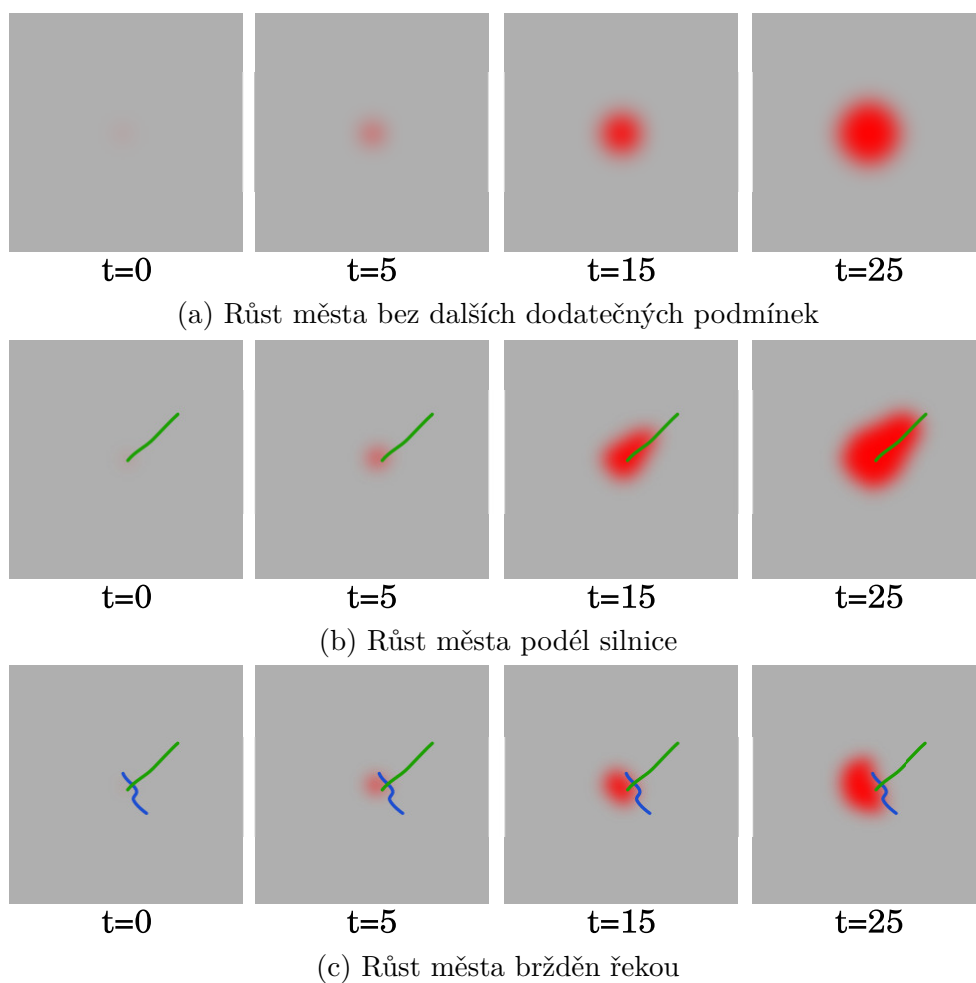 t=0 t=5 t=15 t=25
(a) Růst města bez dalších dodatečných podmínek
t=0 t=5 t=15 t=25
(b) Růst města podél silnice
t=0 t=5 t=15 t=25
(c) Růst města bržděn řekou